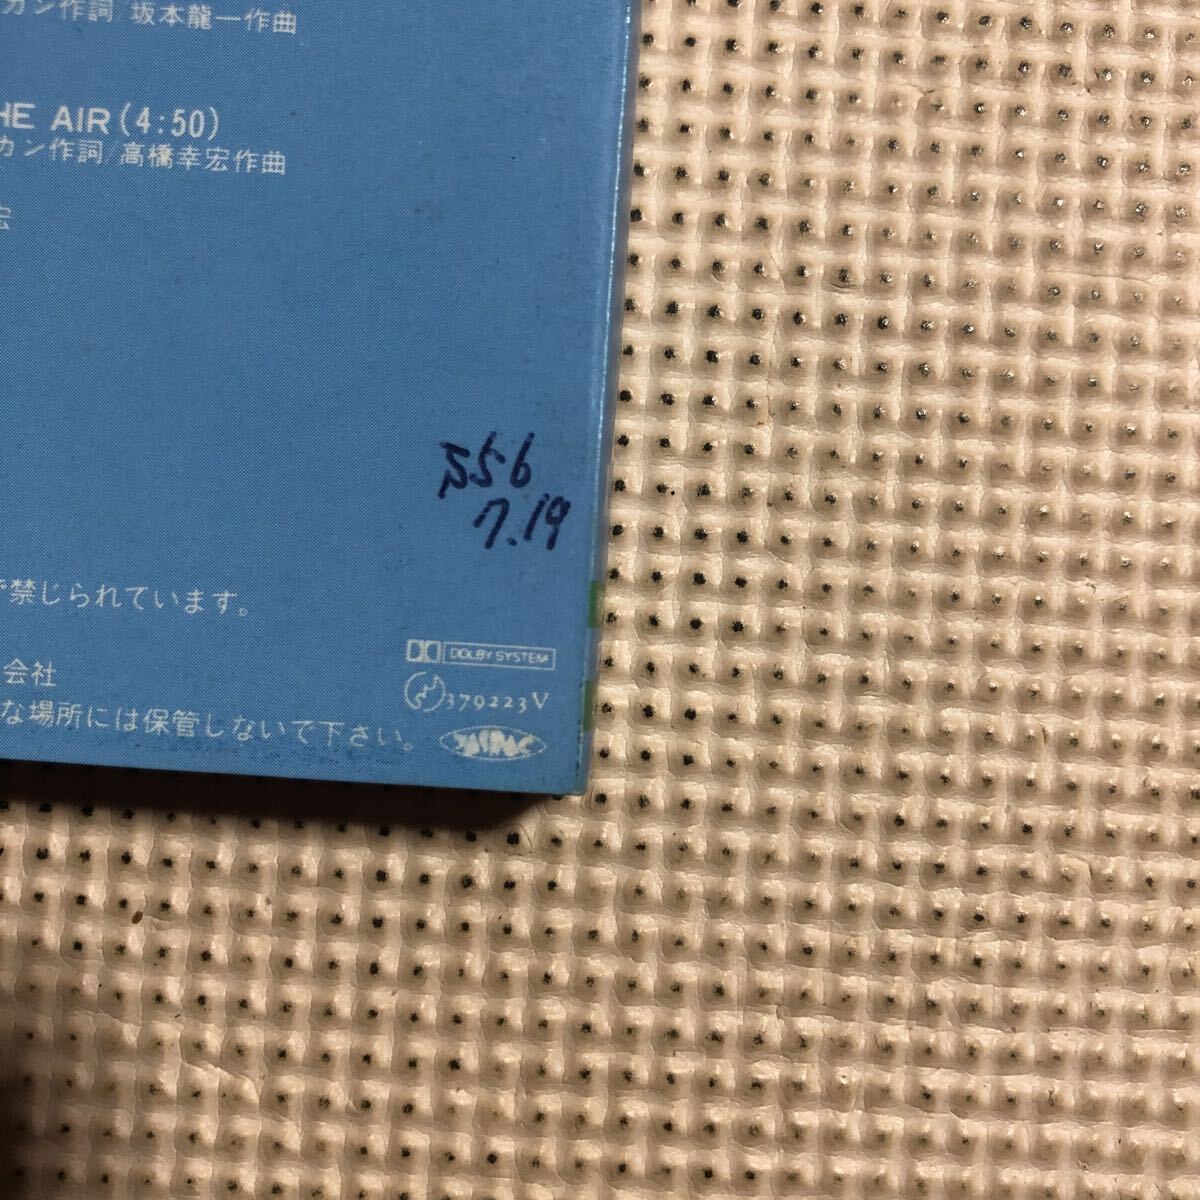 カン作詞 坂本龍一作曲
HE AIR (4:50)
カン作詞/高橋幸宏作曲
宏
S56
7.19
で禁じられています。
DOLBY SYSTEM
会社
379223V
な場所には保管しないで下さい。
JASRAC